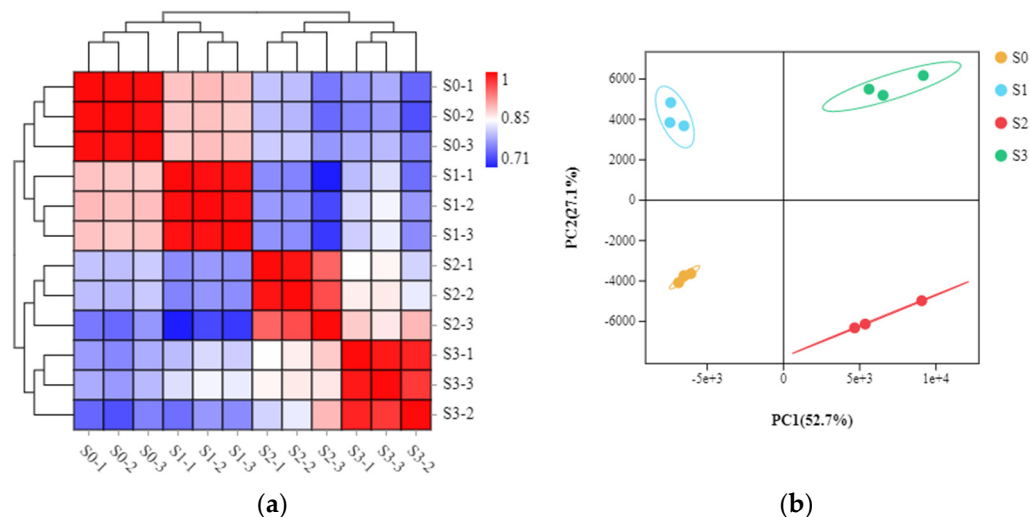 S0-1
S0-2
S0-3
S1-1
S1-2
S1-3
S2-1
S2-2
S2-3
S3-1
S3-3
S3-2
S0-1
S0-2
S0-3
S1-1
S1-2
S1-3
S2-1
S2-2
S2-3
S3-1
S3-3
S3-2
1
0.85
0.71
(a)
PC2(27.1%)
6000
4000
2000
0
-2000
-4000
-6000
-5e+3
0
5e+3
1e+4
PC1(52.7%)
S0
S1
S2
S3
(b)